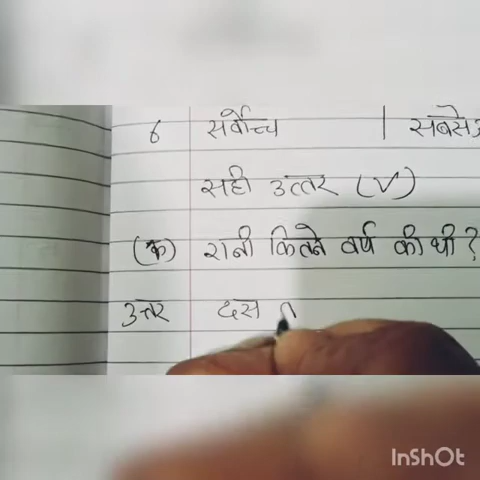 6 सर्वोच्च | सबसे
सही उत्तर (✓)
(क) रानी कितने वर्ष की थी?
उत्तर दस
InShOt